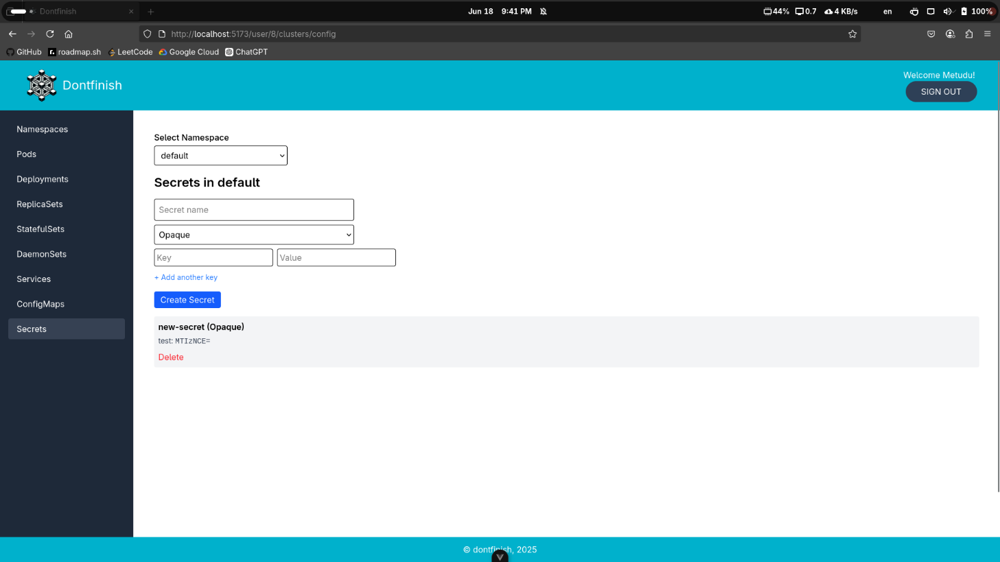 Dontfinish
Jun 18 9:41 PM
44% 0.7 4 KB/s en 100%
http://localhost:5173/user/8/clusters/config
GitHub roadmap.sh LeetCode Google Cloud ChatGPT
Dontfinish
Welcome Metudu!
SIGN OUT
Namespaces
Pods
Deployments
ReplicaSets
StatefulSets
DaemonSets
Services
ConfigMaps
Secrets
Select Namespace
default
Secrets in default
Secret name
Opaque
Key Value
+ Add another key
Create Secret
new-secret (Opaque)
test: MTIzNCE=
Delete
© dontfinish, 2025